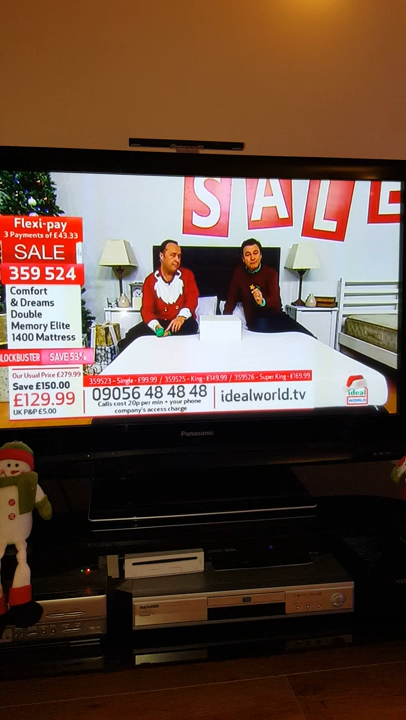 SALE
Flexi-pay
3 Payments of £43.33
SALE
359 524
Comfort
& Dreams
Double
Memory Elite
1400 Mattress
BLOCKBUSTER SAVE 53%
Our Usual Price £279.99
Save £150.00
£129.99
UK P&P £5.00
359523 - Single - £99.99 / 359525 - King - £149.99 / 359526 - Super King - £169.99
09056 48 48 48
Calls cost 20p per min + your phone
company's access charge
idealworld.tv
ideal
WORLD
Panasonic